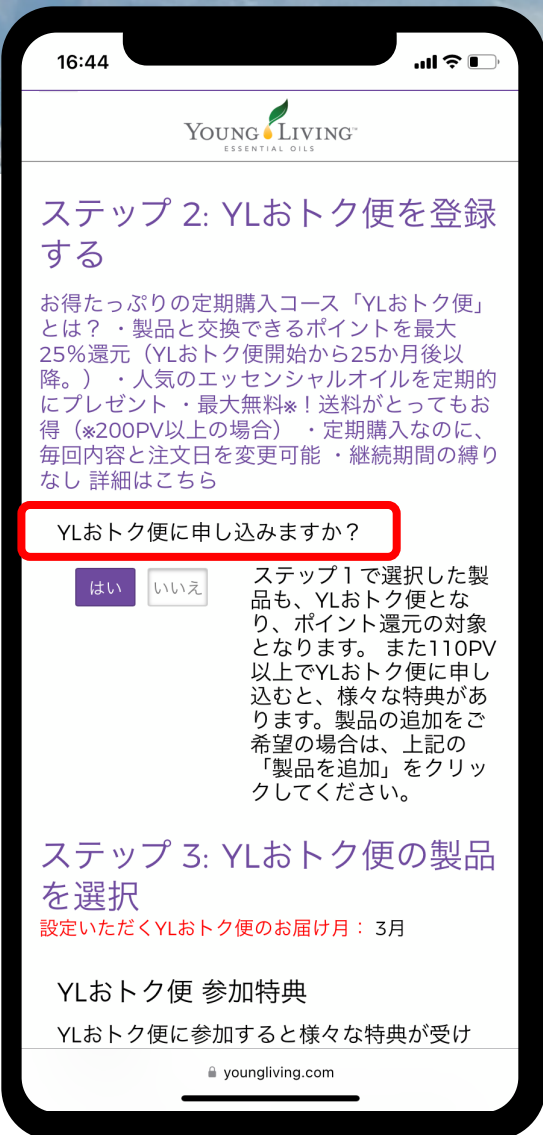 16:44
YOUNG LIVING™
ESSENTIAL OILS
ステップ 2: YLおトク便を登録
する
お得たっぷりの定期購入コース「YLおトク便」
とは？ ・製品と交換できるポイントを最大
25%還元（YLおトク便開始から25か月後以
降。） ・人気のエッセンシャルオイルを定期的
にプレゼント ・最大無料※！送料がとってもお
得（※200PV以上の場合） ・定期購入なのに、
毎回内容と注文日を変更可能 ・継続期間の縛り
なし 詳細はこちら
YLおトク便に申し込みますか？
はい いいえ
ステップ１で選択した製
品も、YLおトク便とな
り、ポイント還元の対象
となります。 また110PV
以上でYLおトク便に申し
込むと、様々な特典があ
ります。製品の追加をご
希望の場合は、上記の
「製品を追加」をクリッ
クしてください。
ステップ 3: YLおトク便の製品
を選択
設定いただくYLおトク便のお届け月： 3月
YLおトク便 参加特典
YLおトク便に参加すると様々な特典が受け
youngliving.com